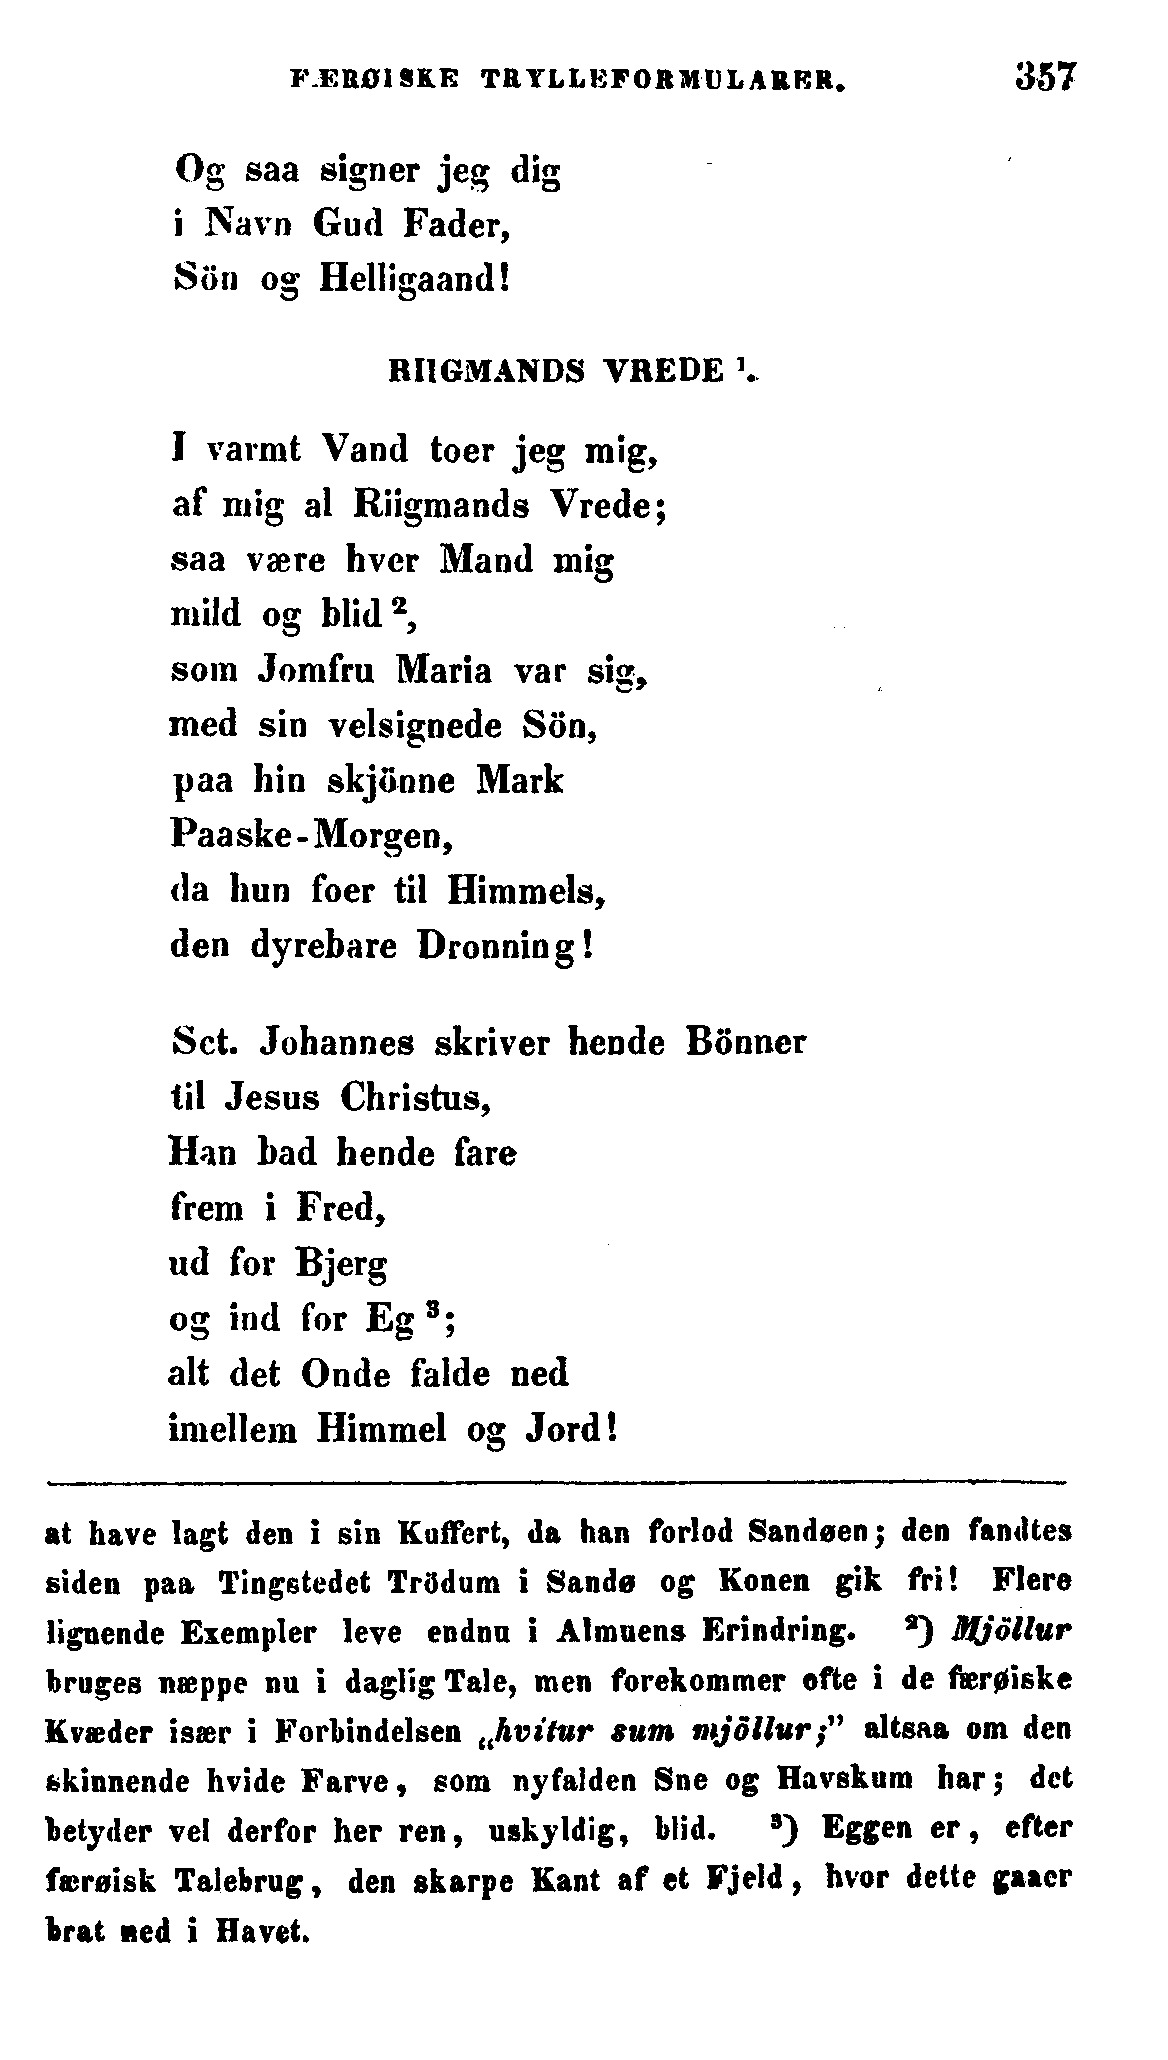 FÆRØISKE TRYLLEFORMULARER. 357
Og saa signer jeg dig
i Navn Gud Fader,
Sön og Helligaand!
RIIGMANDS VREDE ¹.
I varmt Vand toer jeg mig,
af mig al Riigmands Vrede;
saa være hver Mand mig
mild og blid ²,
som Jomfru Maria var sig,
med sin velsignede Sön,
paa hin skjönne Mark
Paaske-Morgen,
da hun foer til Himmels,
den dyrebare Dronning!
Sct. Johannes skriver hende Bönner
til Jesus Christus,
Han bad hende fare
frem i Fred,
ud for Bjerg
og ind for Eg ³;
alt det Onde falde ned
imellem Himmel og Jord!
at have lagt den i sin Kuffert, da han forlod Sandøen; den fandtes
siden paa Tingstedet Trödum i Sandø og Konen gik fri! Flere
lignende Exempler leve endnu i Almuens Erindring. ²) Mjöllur
bruges næppe nu i daglig Tale, men forekommer ofte i de færøiske
Kvæder især i Forbindelsen „hvitur sum mjöllur;” altsaa om den
skinnende hvide Farve, som nyfalden Sne og Havskum har; det
betyder vel derfor her ren, uskyldig, blid. ³) Eggen er, efter
færøisk Talebrug, den skarpe Kant af et Fjeld, hvor dette gaaer
brat ned i Havet.